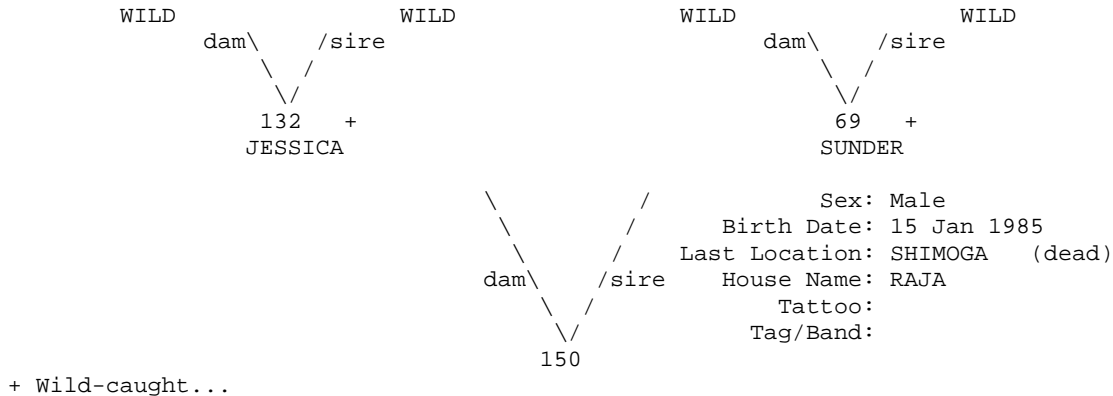 WILD WILD WILD WILD
dam\ /sire dam\ /sire
\ / \ /
\/ \/
132 + 69 +
JESSICA SUNDER
\ / Sex: Male
\ / Birth Date: 15 Jan 1985
\ / Last Location: SHIMOGA (dead)
dam\ /sire House Name: RAJA
\ / Tattoo:
\/ Tag/Band:
150
+ Wild-caught...